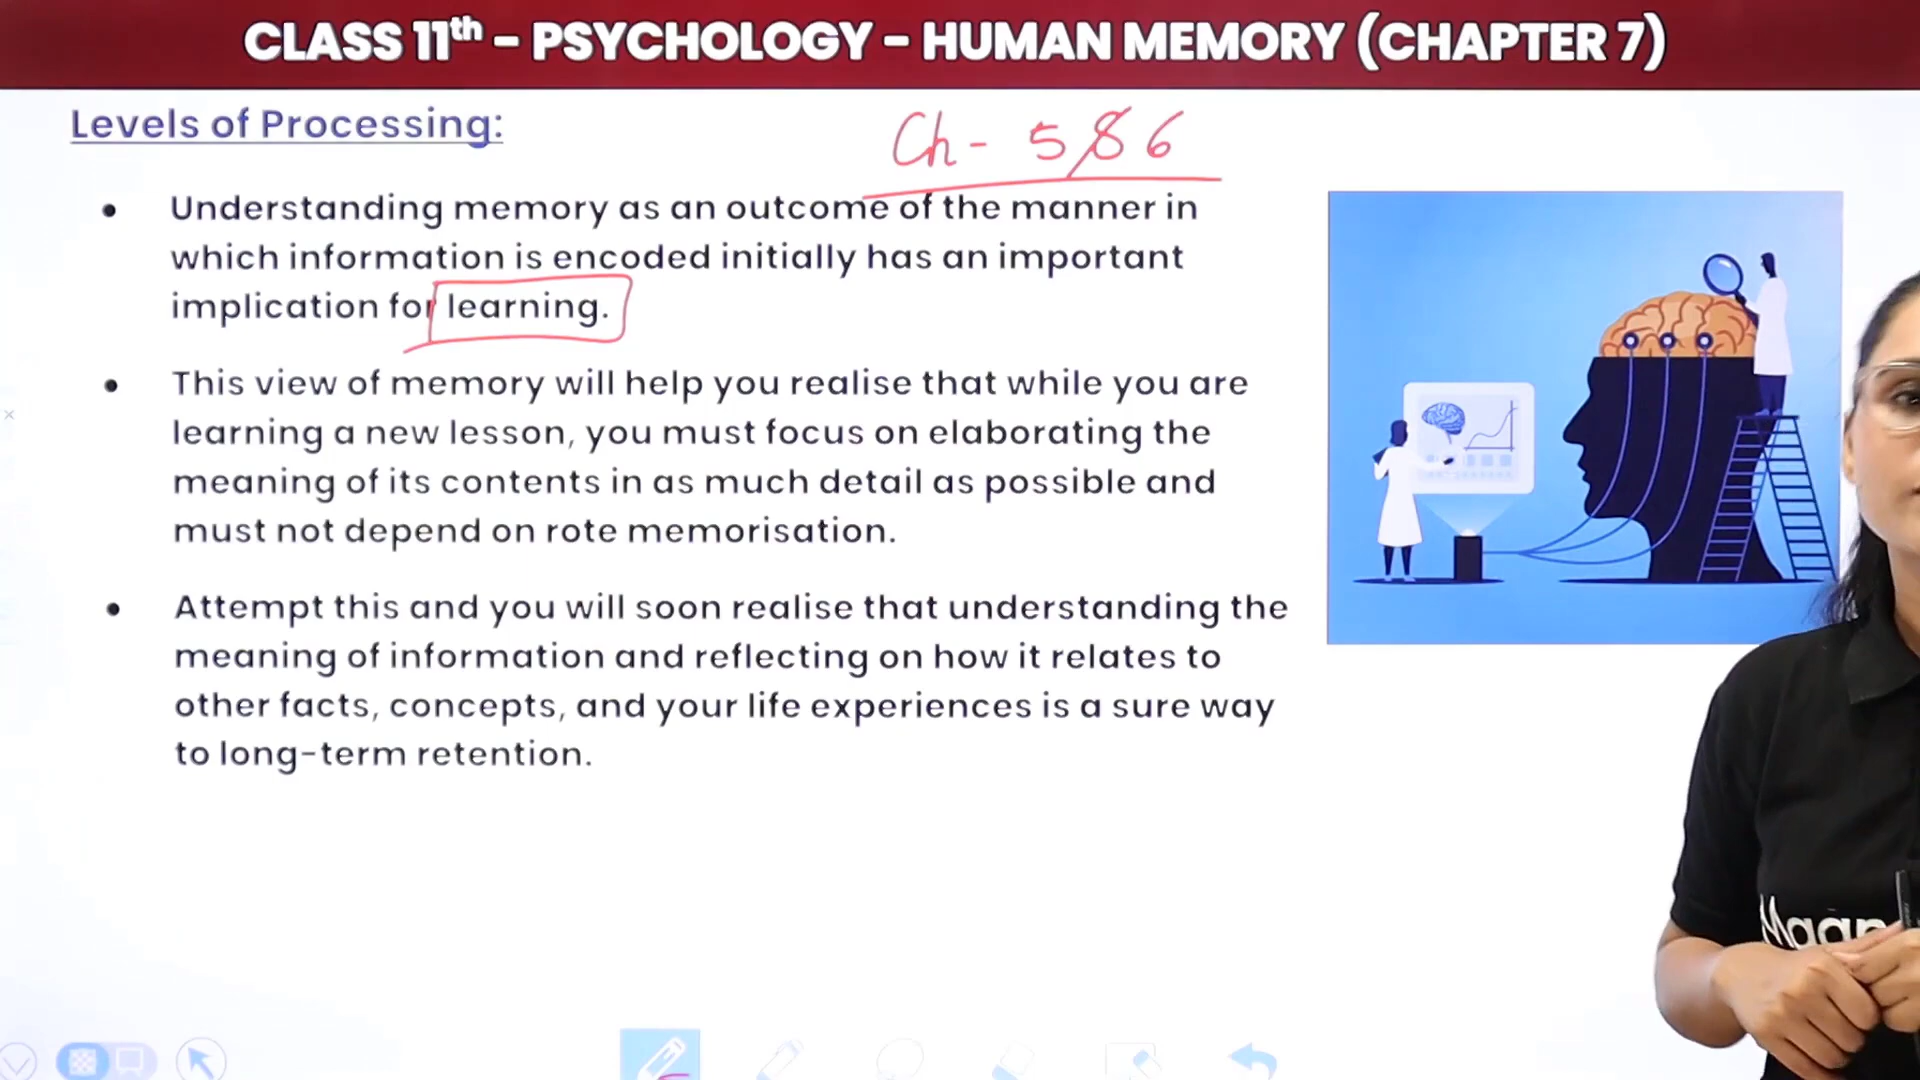 CLASS 11th - PSYCHOLOGY - HUMAN MEMORY (CHAPTER 7)
Levels of Processing:
Ch - 5 & 6
• Understanding memory as an outcome of the manner in
which information is encoded initially has an important
implication for learning.
• This view of memory will help you realise that while you are
learning a new lesson, you must focus on elaborating the
meaning of its contents in as much detail as possible and
must not depend on rote memorisation.
• Attempt this and you will soon realise that understanding the
meaning of information and reflecting on how it relates to
other facts, concepts, and your life experiences is a sure way
to long-term retention.